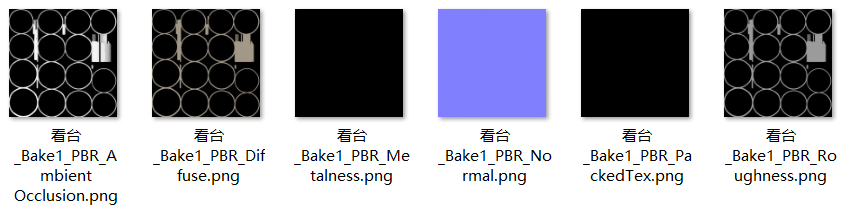 看台
_Bake1_PBR_A
mbient
Occlusion.png
看台
_Bake1_PBR_Dif
fuse.png
看台
_Bake1_PBR_Me
talness.png
看台
_Bake1_PBR_No
rmal.png
看台
_Bake1_PBR_Pa
ckedTex.png
看台
_Bake1_PBR_Ro
ughness.png